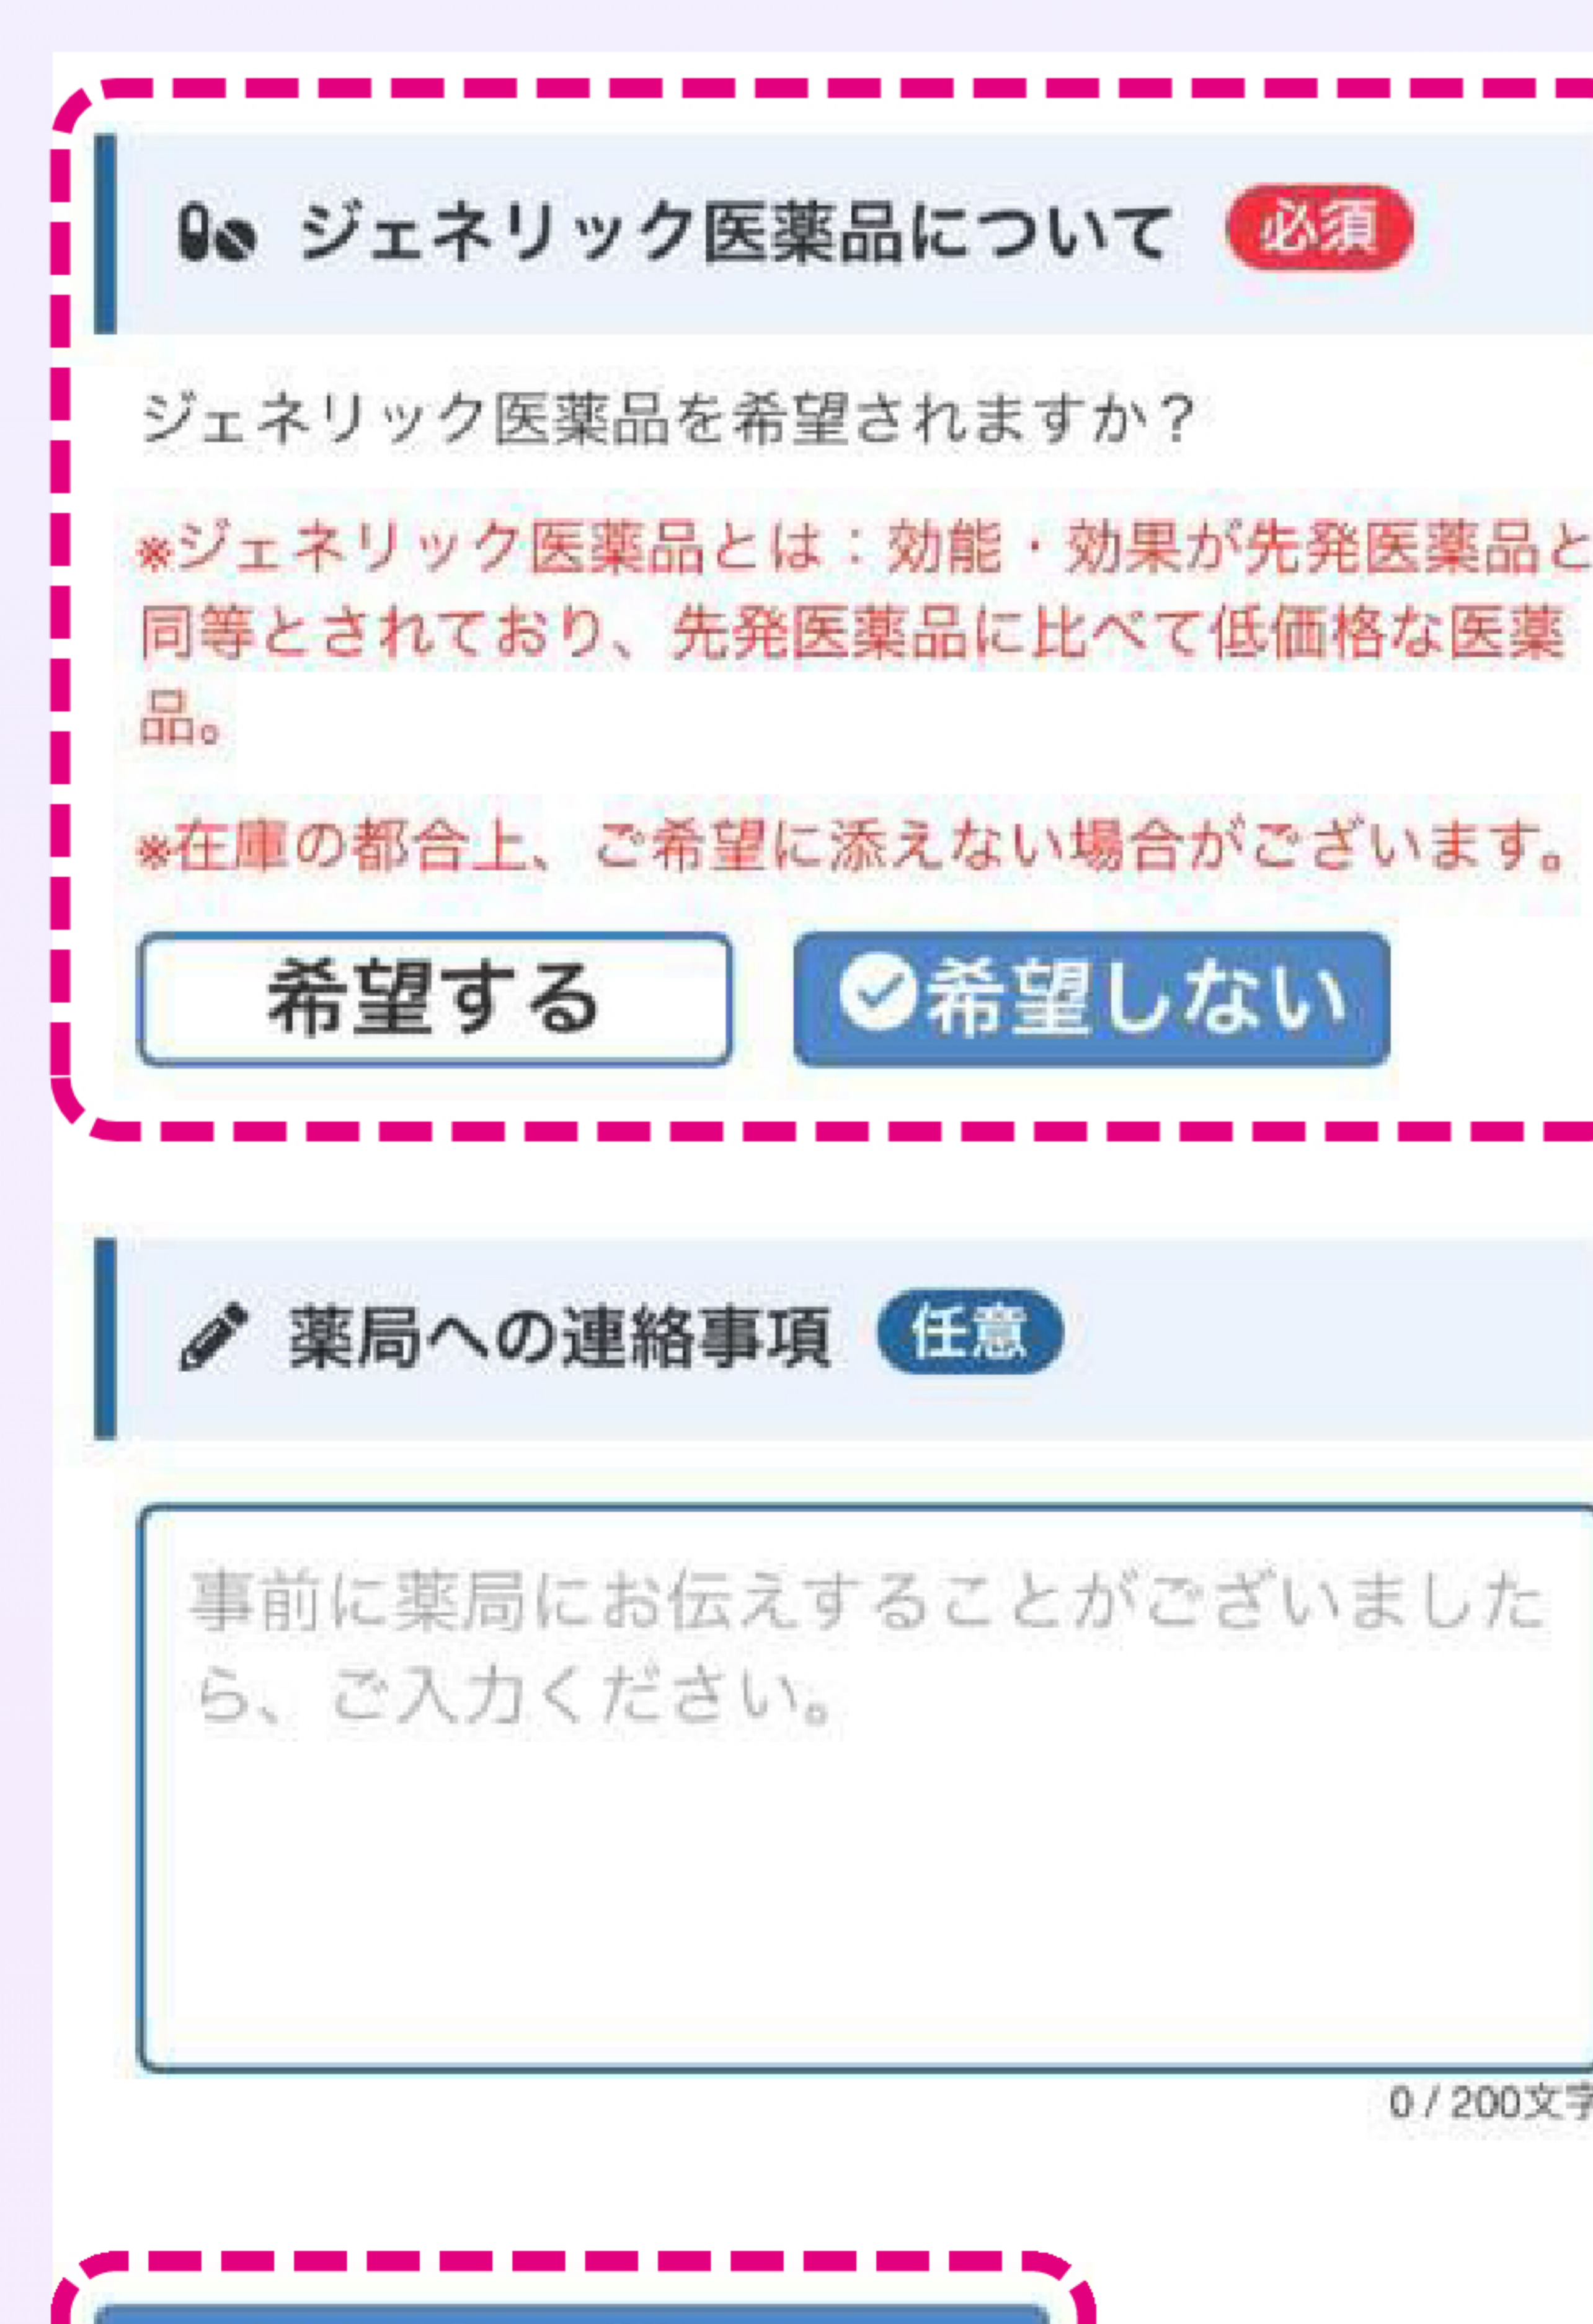 ジェネリック医薬品について 必須
ジェネリック医薬品を希望されますか？
※ジェネリック医薬品とは：効能・効果が先発医薬品と
同等とされており、先発医薬品に比べて低価格な医薬
品。
※在庫の都合上、ご希望に添えない場合がございます。
希望する 希望しない
薬局への連絡事項 任意
事前に薬局にお伝えすることがございました
ら、ご入力ください。
0 / 200文字